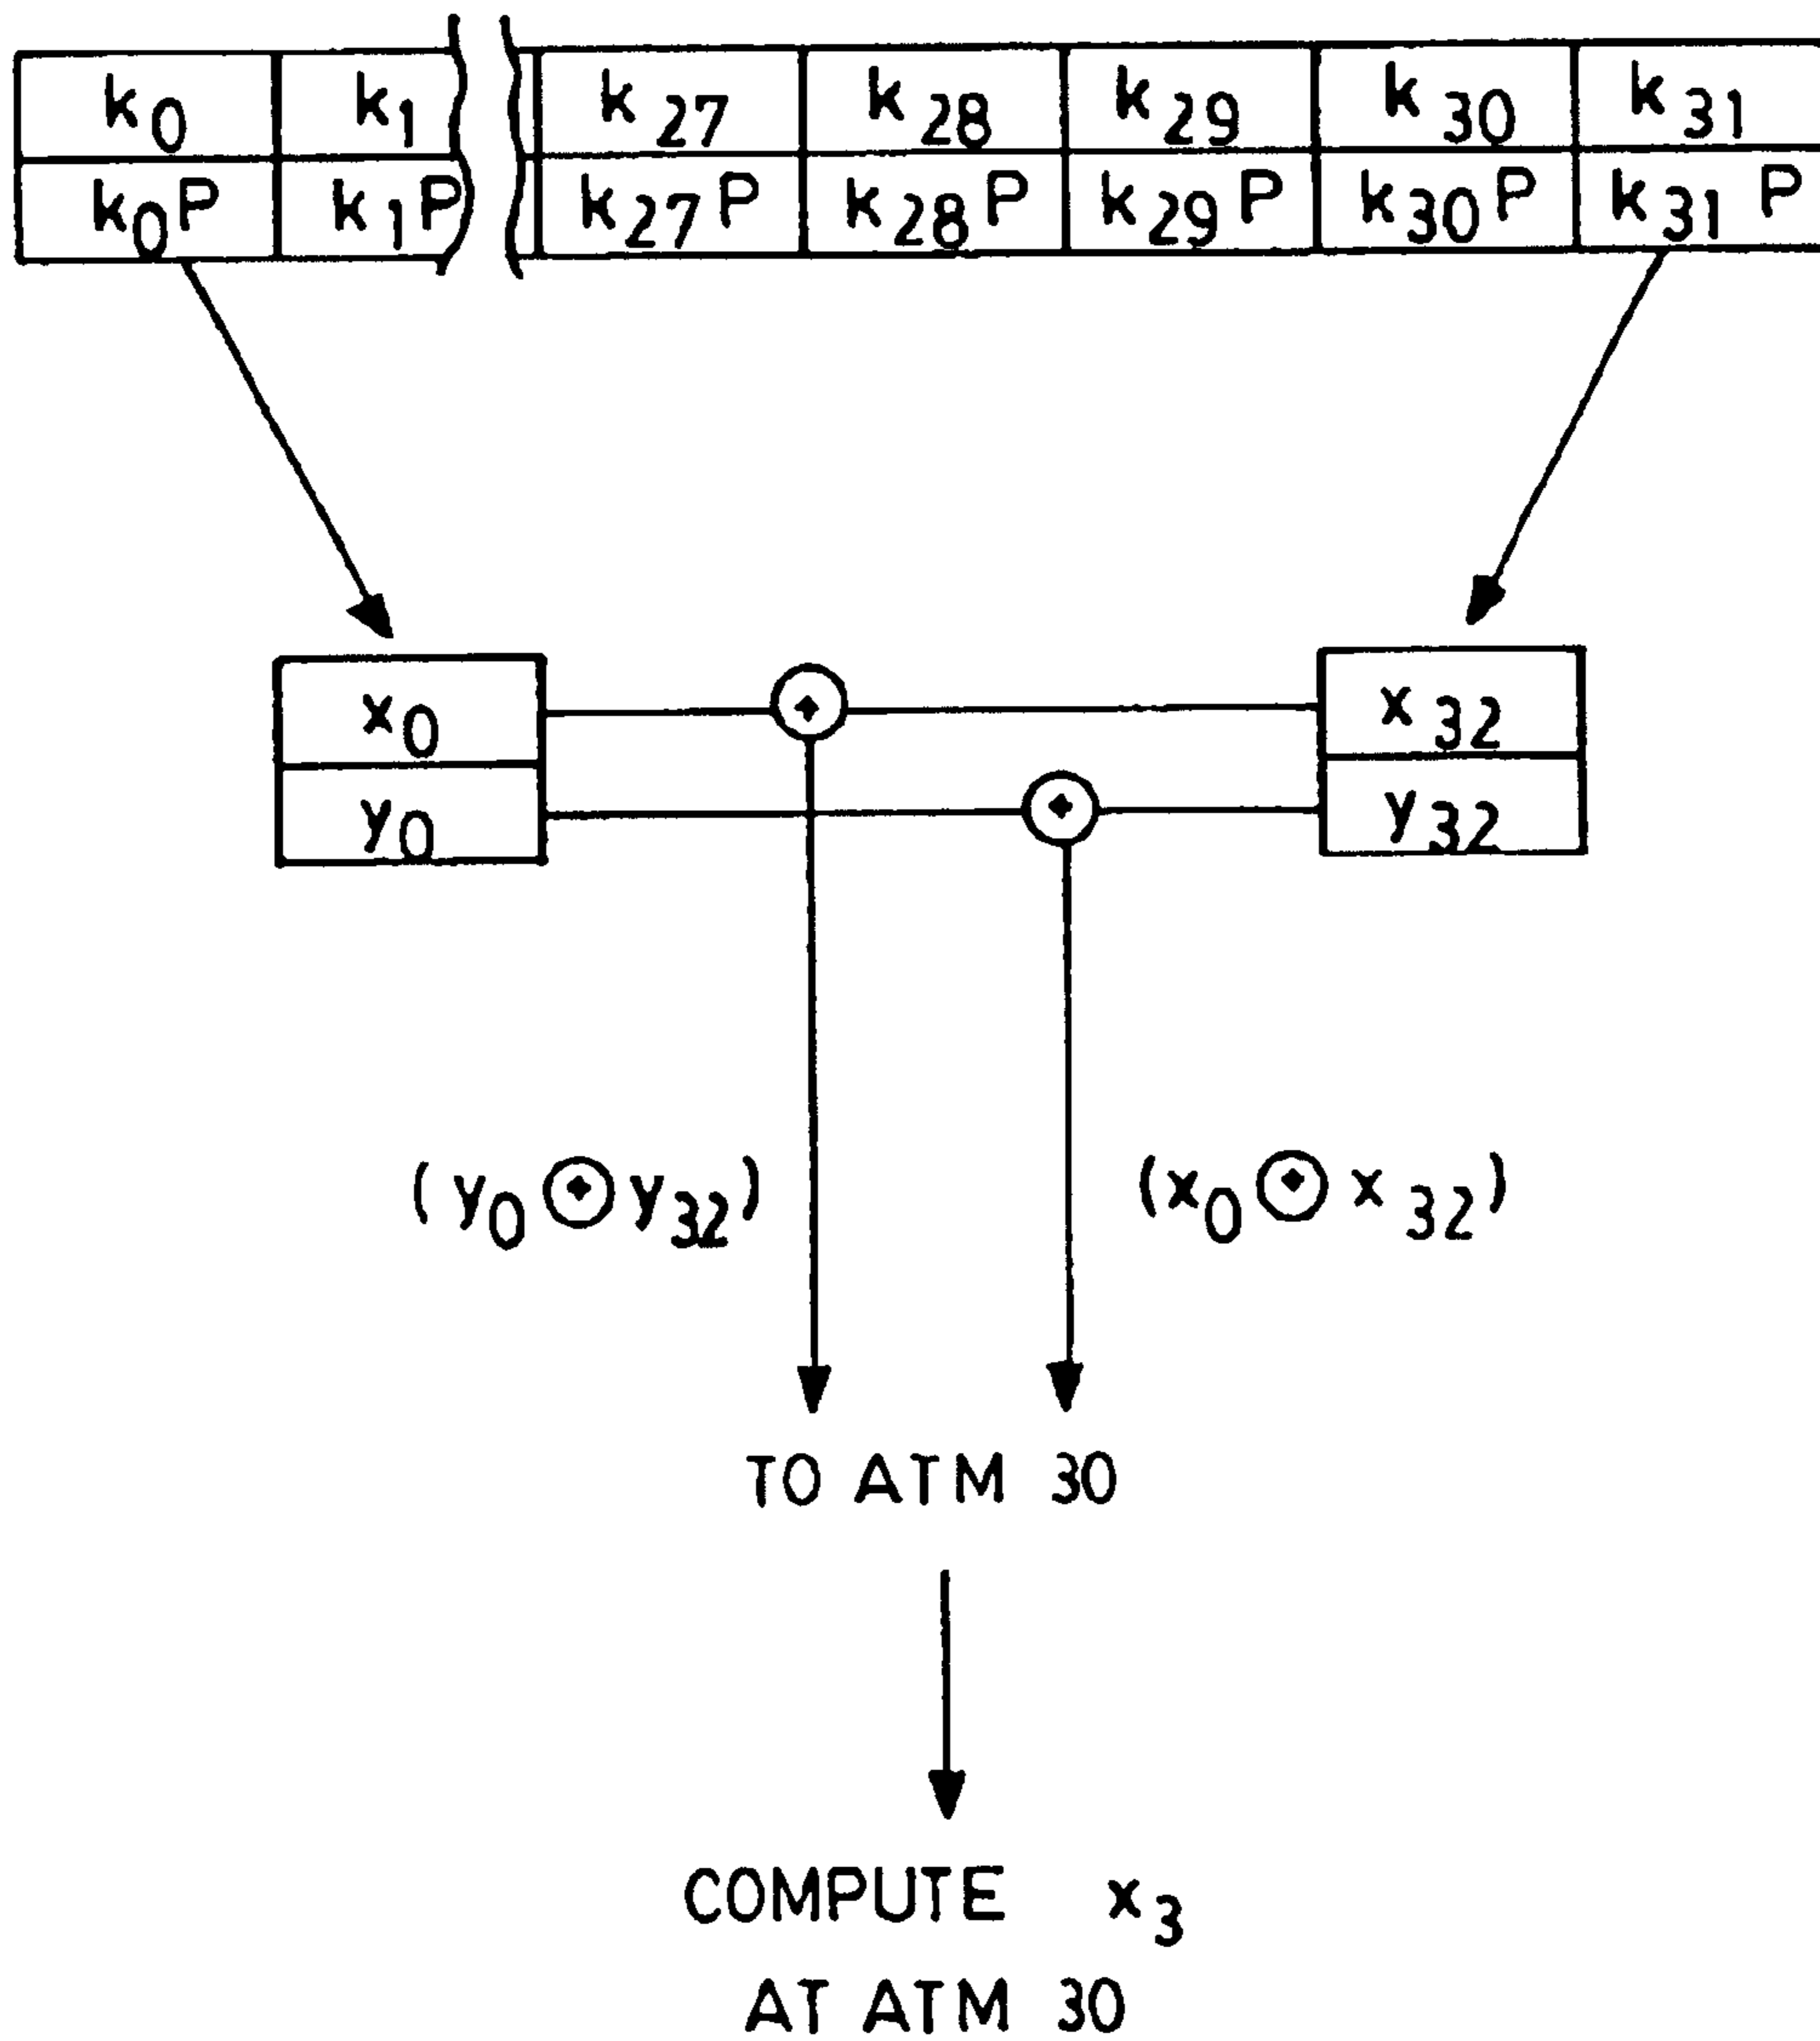 k₀ k₁ k₂₇ k₂₈ k₂₉ k₃₀ k₃₁
k₀P k₁P k₂₇P k₂₈P k₂₉P k₃₀P k₃₁P
x₀ x₃₂
y₀ y₃₂
(y₀ ⊙ y₃₂) (x₀ ⊙ x₃₂)
TO ATM 30
COMPUTE x₃
AT ATM 30